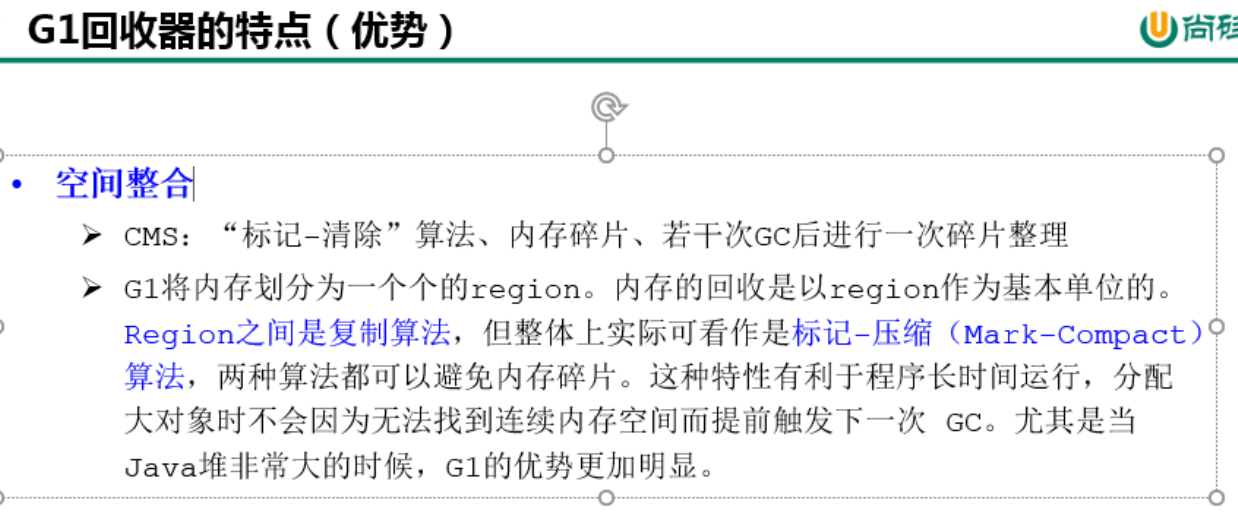 G1回收器的特点（优势）
尚硅
• 空间整合
➢ CMS：“标记-清除”算法、内存碎片、若干次GC后进行一次碎片整理
➢ G1将内存划分为一个个的region。内存的回收是以region作为基本单位的。
Region之间是复制算法，但整体上实际可看作是标记-压缩（Mark-Compact）
算法，两种算法都可以避免内存碎片。这种特性有利于程序长时间运行，分配
大对象时不会因为无法找到连续内存空间而提前触发下一次 GC。尤其是当
Java堆非常大的时候，G1的优势更加明显。